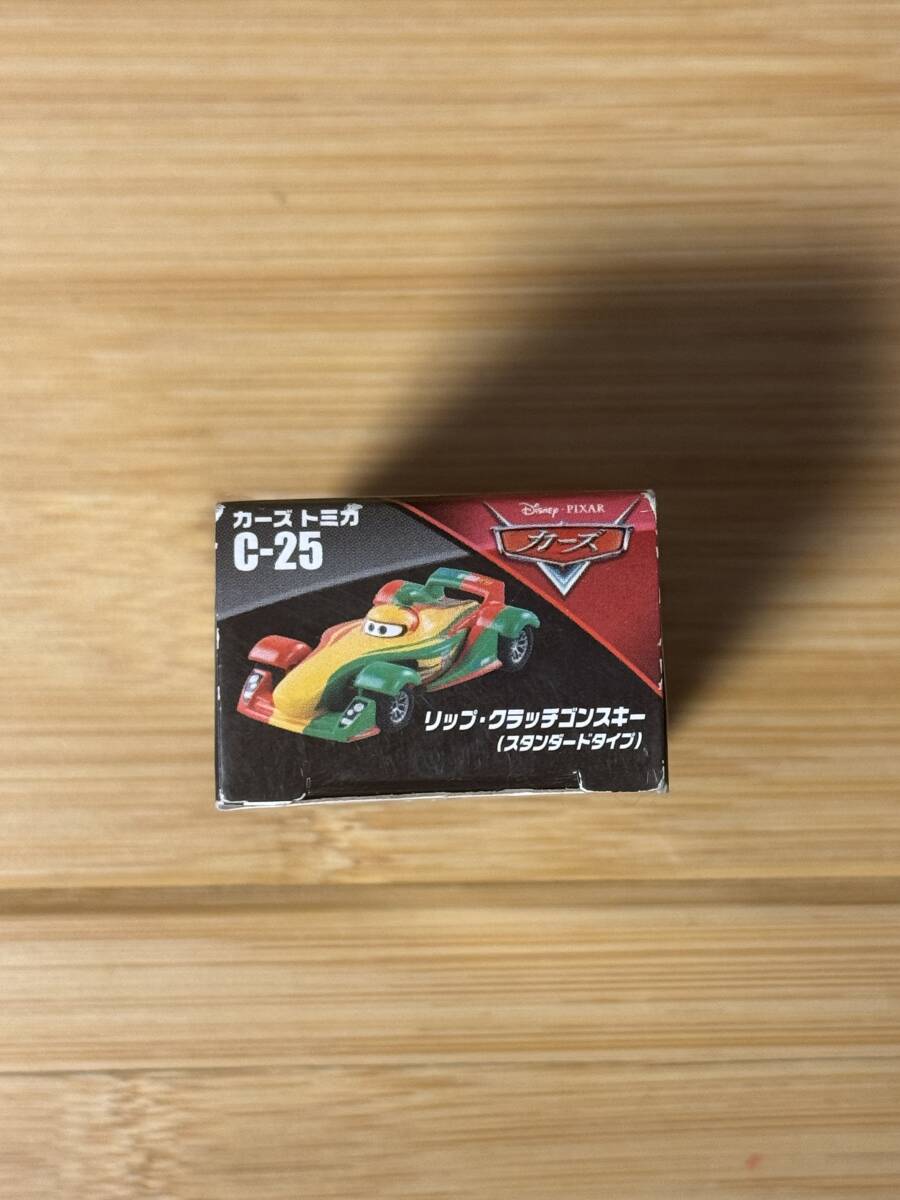 カーズ トミカ
C-25
Disney · PIXAR
カーズ
リップ・クラッチゴンスキー
(スタンダードタイプ)